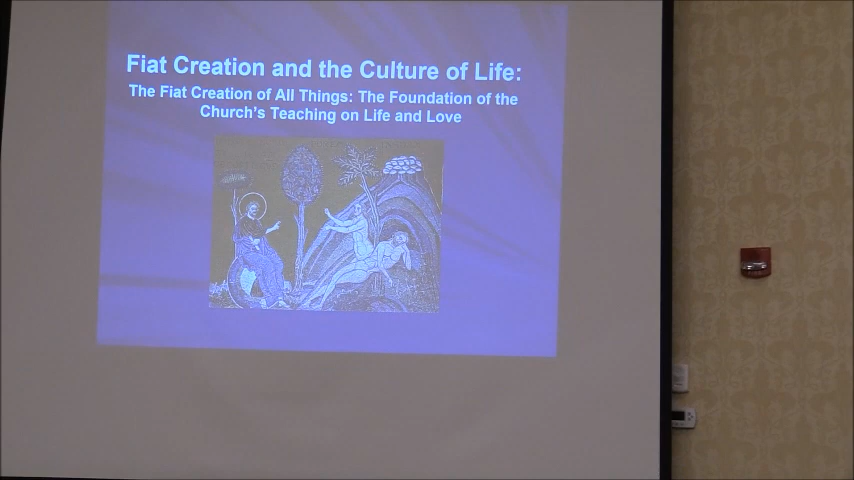 Fiat Creation and the Culture of Life:
The Fiat Creation of All Things: The Foundation of the
Church's Teaching on Life and Love